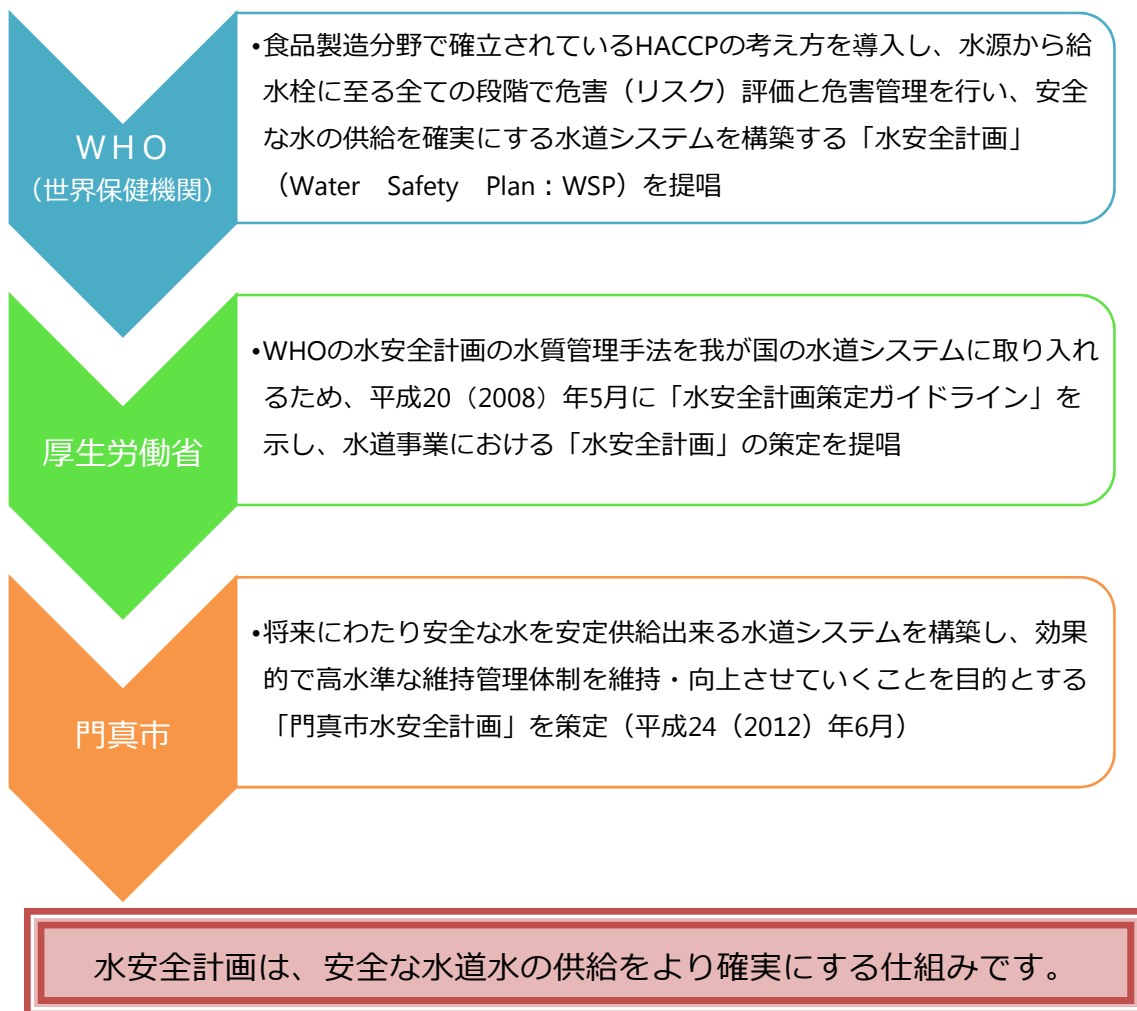 WHO
（世界保健機関）
•食品製造分野で確立されているHACCPの考え方を導入し、水源から給
水栓に至る全ての段階で危害（リスク）評価と危害管理を行い、安全
な水の供給を確実にする水道システムを構築する「水安全計画」
（Water　Safety　Plan：WSP）を提唱
厚生労働省
•WHOの水安全計画の水質管理手法を我が国の水道システムに取り入れ
るため、平成20（2008）年5月に「水安全計画策定ガイドライン」を
示し、水道事業における「水安全計画」の策定を提唱
門真市
•将来にわたり安全な水を安定供給出来る水道システムを構築し、効果
的で高水準な維持管理体制を維持・向上させていくことを目的とする
「門真市水安全計画」を策定（平成24（2012）年6月）
水安全計画は、安全な水道水の供給をより確実にする仕組みです。